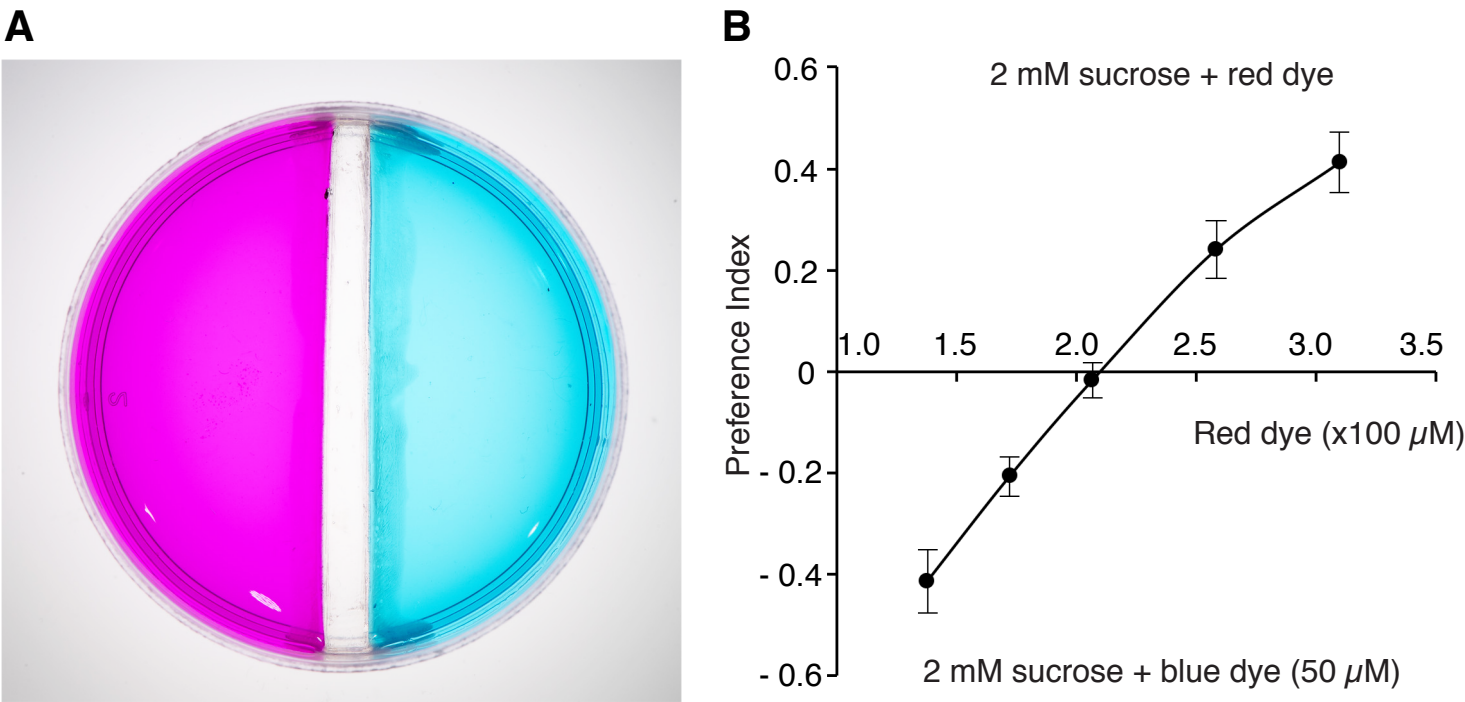 A
B
2 mM sucrose + red dye
Preference Index
0.6
0.4
0.2
0
- 0.2
- 0.4
- 0.6
1.0 1.5 2.0 2.5 3.0 3.5
Red dye (x100 µM)
2 mM sucrose + blue dye (50 µM)